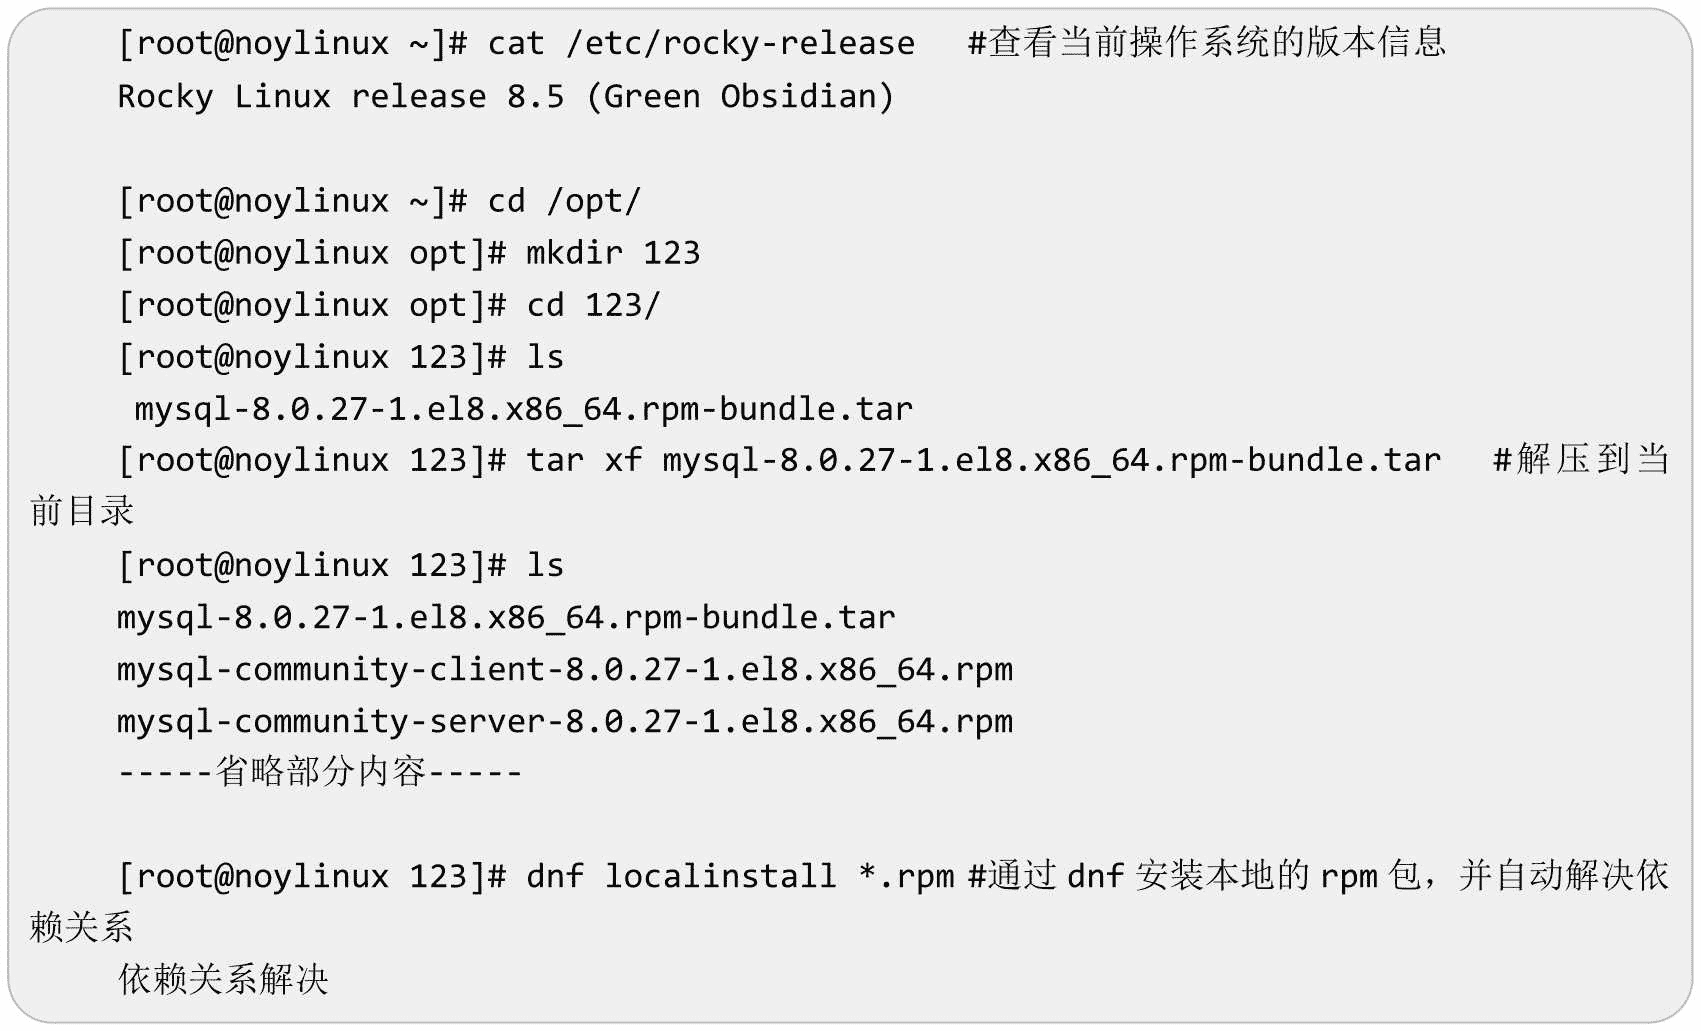 [root@noylinux ~]# cat /etc/rocky-release #查看当前操作系统的版本信息
Rocky Linux release 8.5 (Green Obsidian)
[root@noylinux ~]# cd /opt/
[root@noylinux opt]# mkdir 123
[root@noylinux opt]# cd 123/
[root@noylinux 123]# ls
mysql-8.0.27-1.el8.x86_64.rpm-bundle.tar
[root@noylinux 123]# tar xf mysql-8.0.27-1.el8.x86_64.rpm-bundle.tar #解压到当
前目录
[root@noylinux 123]# ls
mysql-8.0.27-1.el8.x86_64.rpm-bundle.tar
mysql-community-client-8.0.27-1.el8.x86_64.rpm
mysql-community-server-8.0.27-1.el8.x86_64.rpm
-----省略部分内容-----
[root@noylinux 123]# dnf localinstall *.rpm #通过 dnf 安装本地的 rpm 包，并自动解决依
赖关系
依赖关系解决